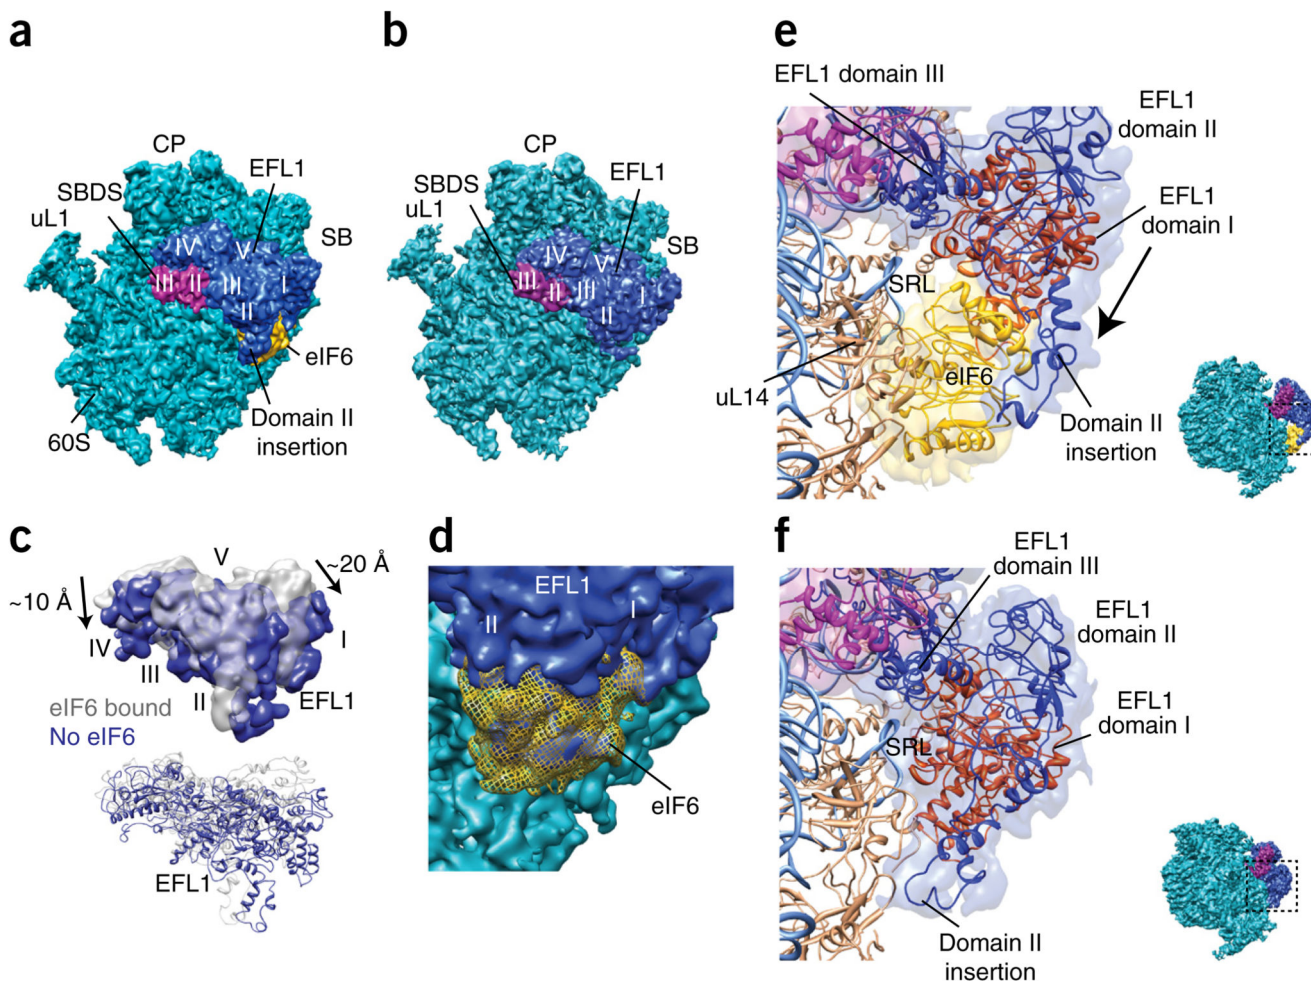 a
CP
EFL1
SBDS
uL1
SB
IV
V
III
II
III
I
II
eIF6
Domain II
insertion
60S
b
CP
EFL1
SBDS
uL1
SB
IV
V
III
II
III
I
II
c
V
~20 Å
~10 Å
IV
I
III
II
EFL1
eIF6 bound
No eIF6
EFL1
d
EFL1
II
I
eIF6
e
EFL1 domain III
EFL1
domain II
EFL1
domain I
SRL
eIF6
uL14
Domain II
insertion
f
EFL1
domain III
EFL1
domain II
EFL1
domain I
SRL
Domain II
insertion